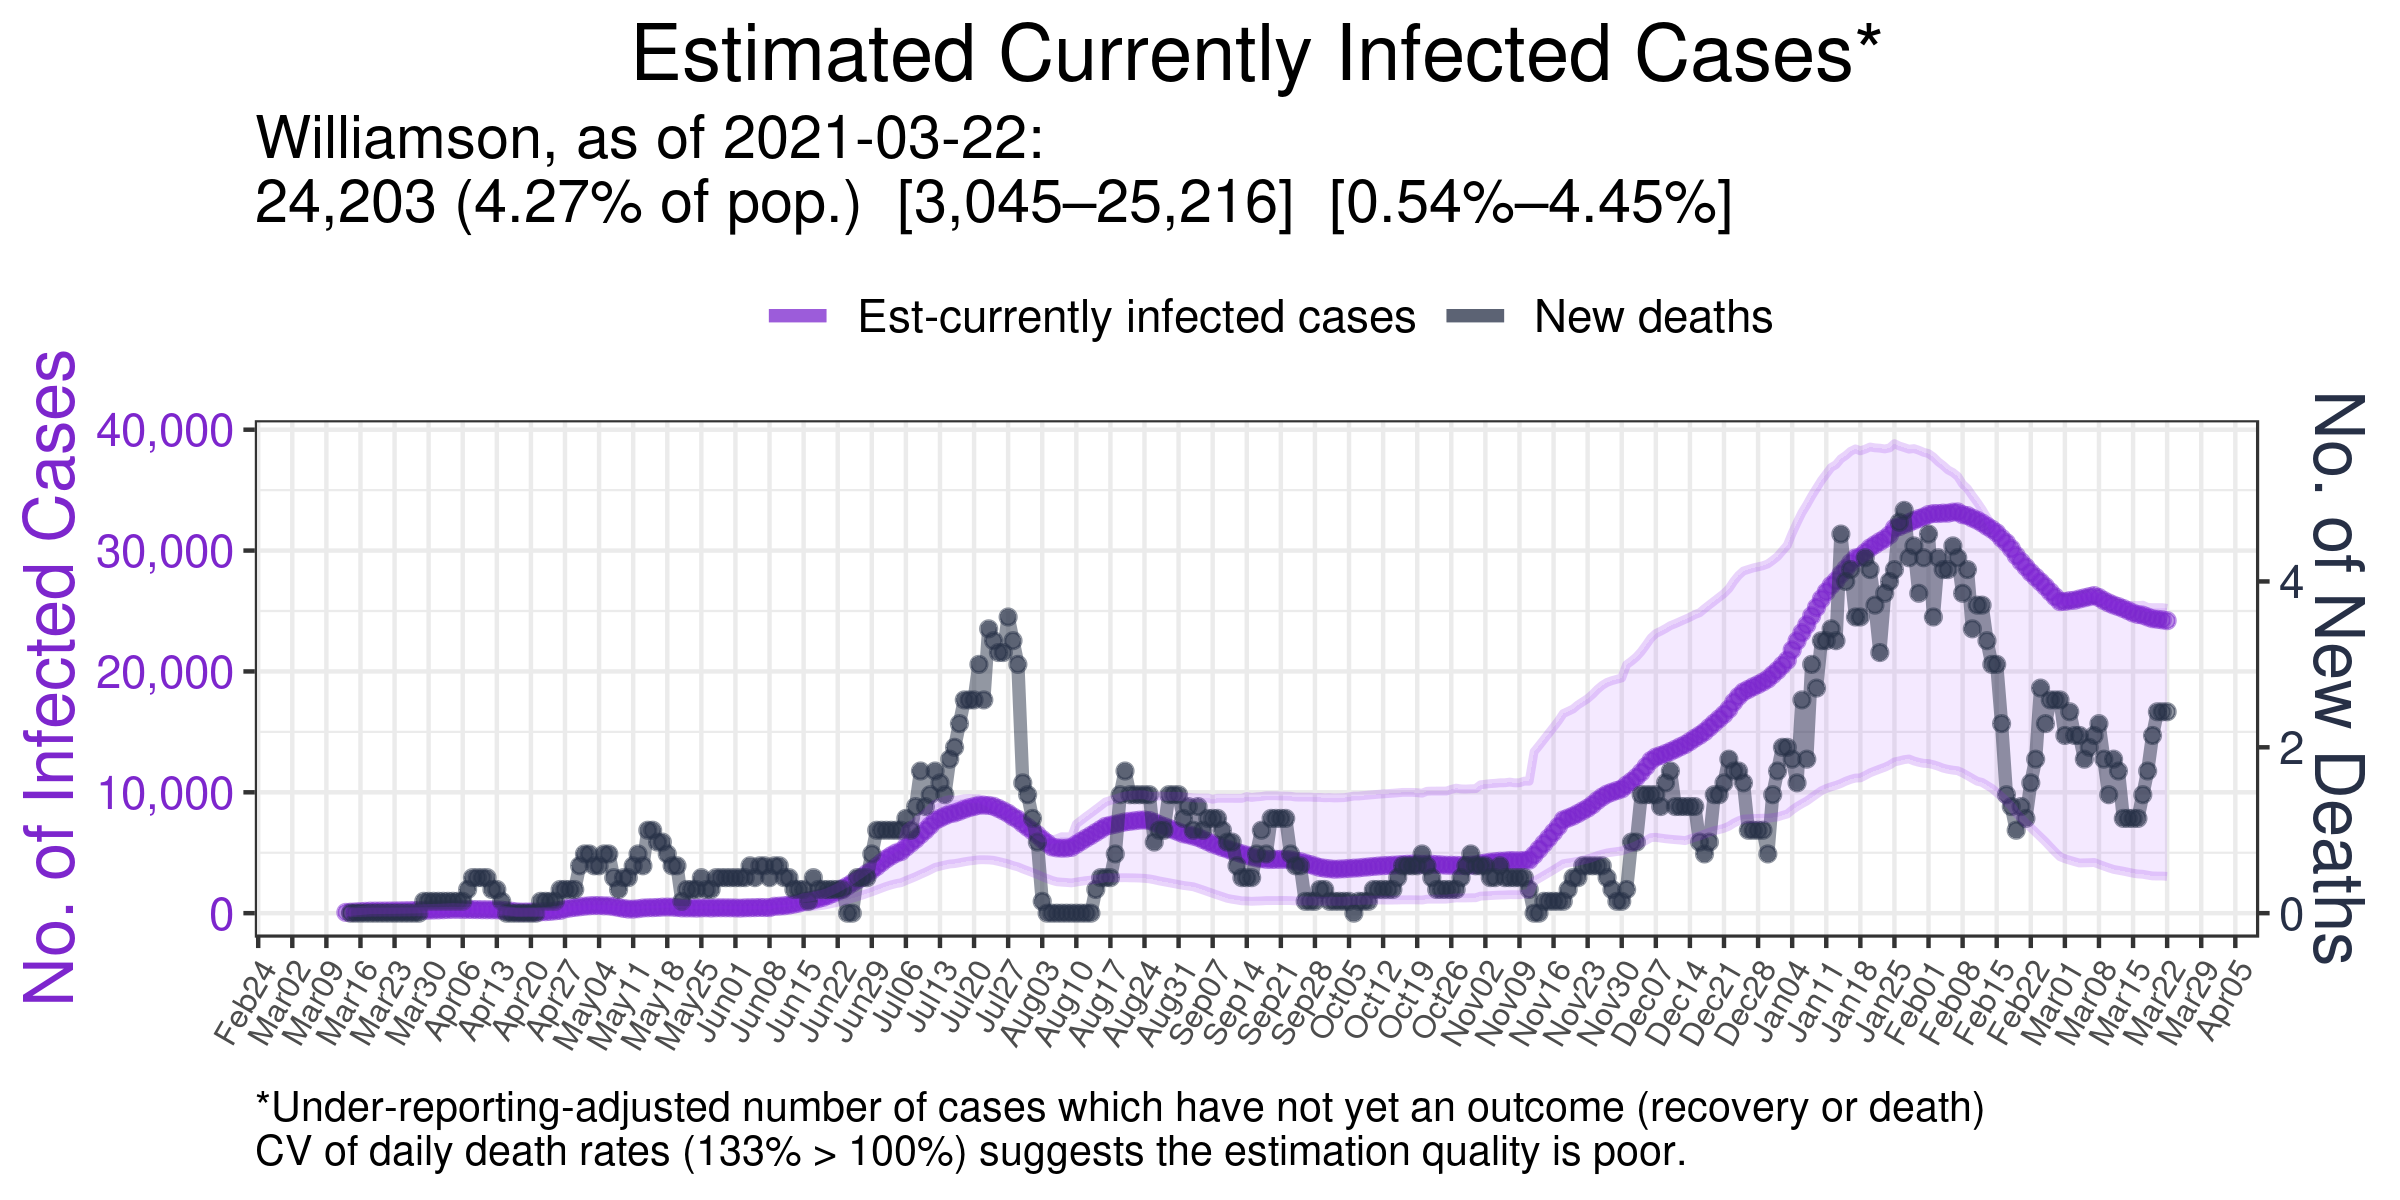 Estimated Currently Infected Cases*
Williamson, as of 2021-03-22:
24,203 (4.27% of pop.) [3,045–25,216] [0.54%–4.45%]
Est-currently infected cases New deaths
No. of Infected Cases
40,000
30,000
20,000
10,000
0
No. of New Deaths
4
2
0
Feb24 Mar02 Mar09 Mar16 Mar23 Mar30 Apr06 Apr13 Apr20 Apr27 May04 May11 May18 May25 Jun01 Jun08 Jun15 Jun22 Jun29 Jul06 Jul13 Jul20 Jul27 Aug03 Aug10 Aug17 Aug24 Aug31 Sep07 Sep14 Sep21 Sep28 Oct05 Oct12 Oct19 Oct26 Nov02 Nov09 Nov16 Nov23 Nov30 Dec07 Dec14 Dec21 Dec28 Jan04 Jan11 Jan18 Jan25 Feb01 Feb08 Feb15 Feb22 Mar01 Mar08 Mar15 Mar22 Mar29 Apr05
*Under-reporting-adjusted number of cases which have not yet an outcome (recovery or death)
CV of daily death rates (133% > 100%) suggests the estimation quality is poor.